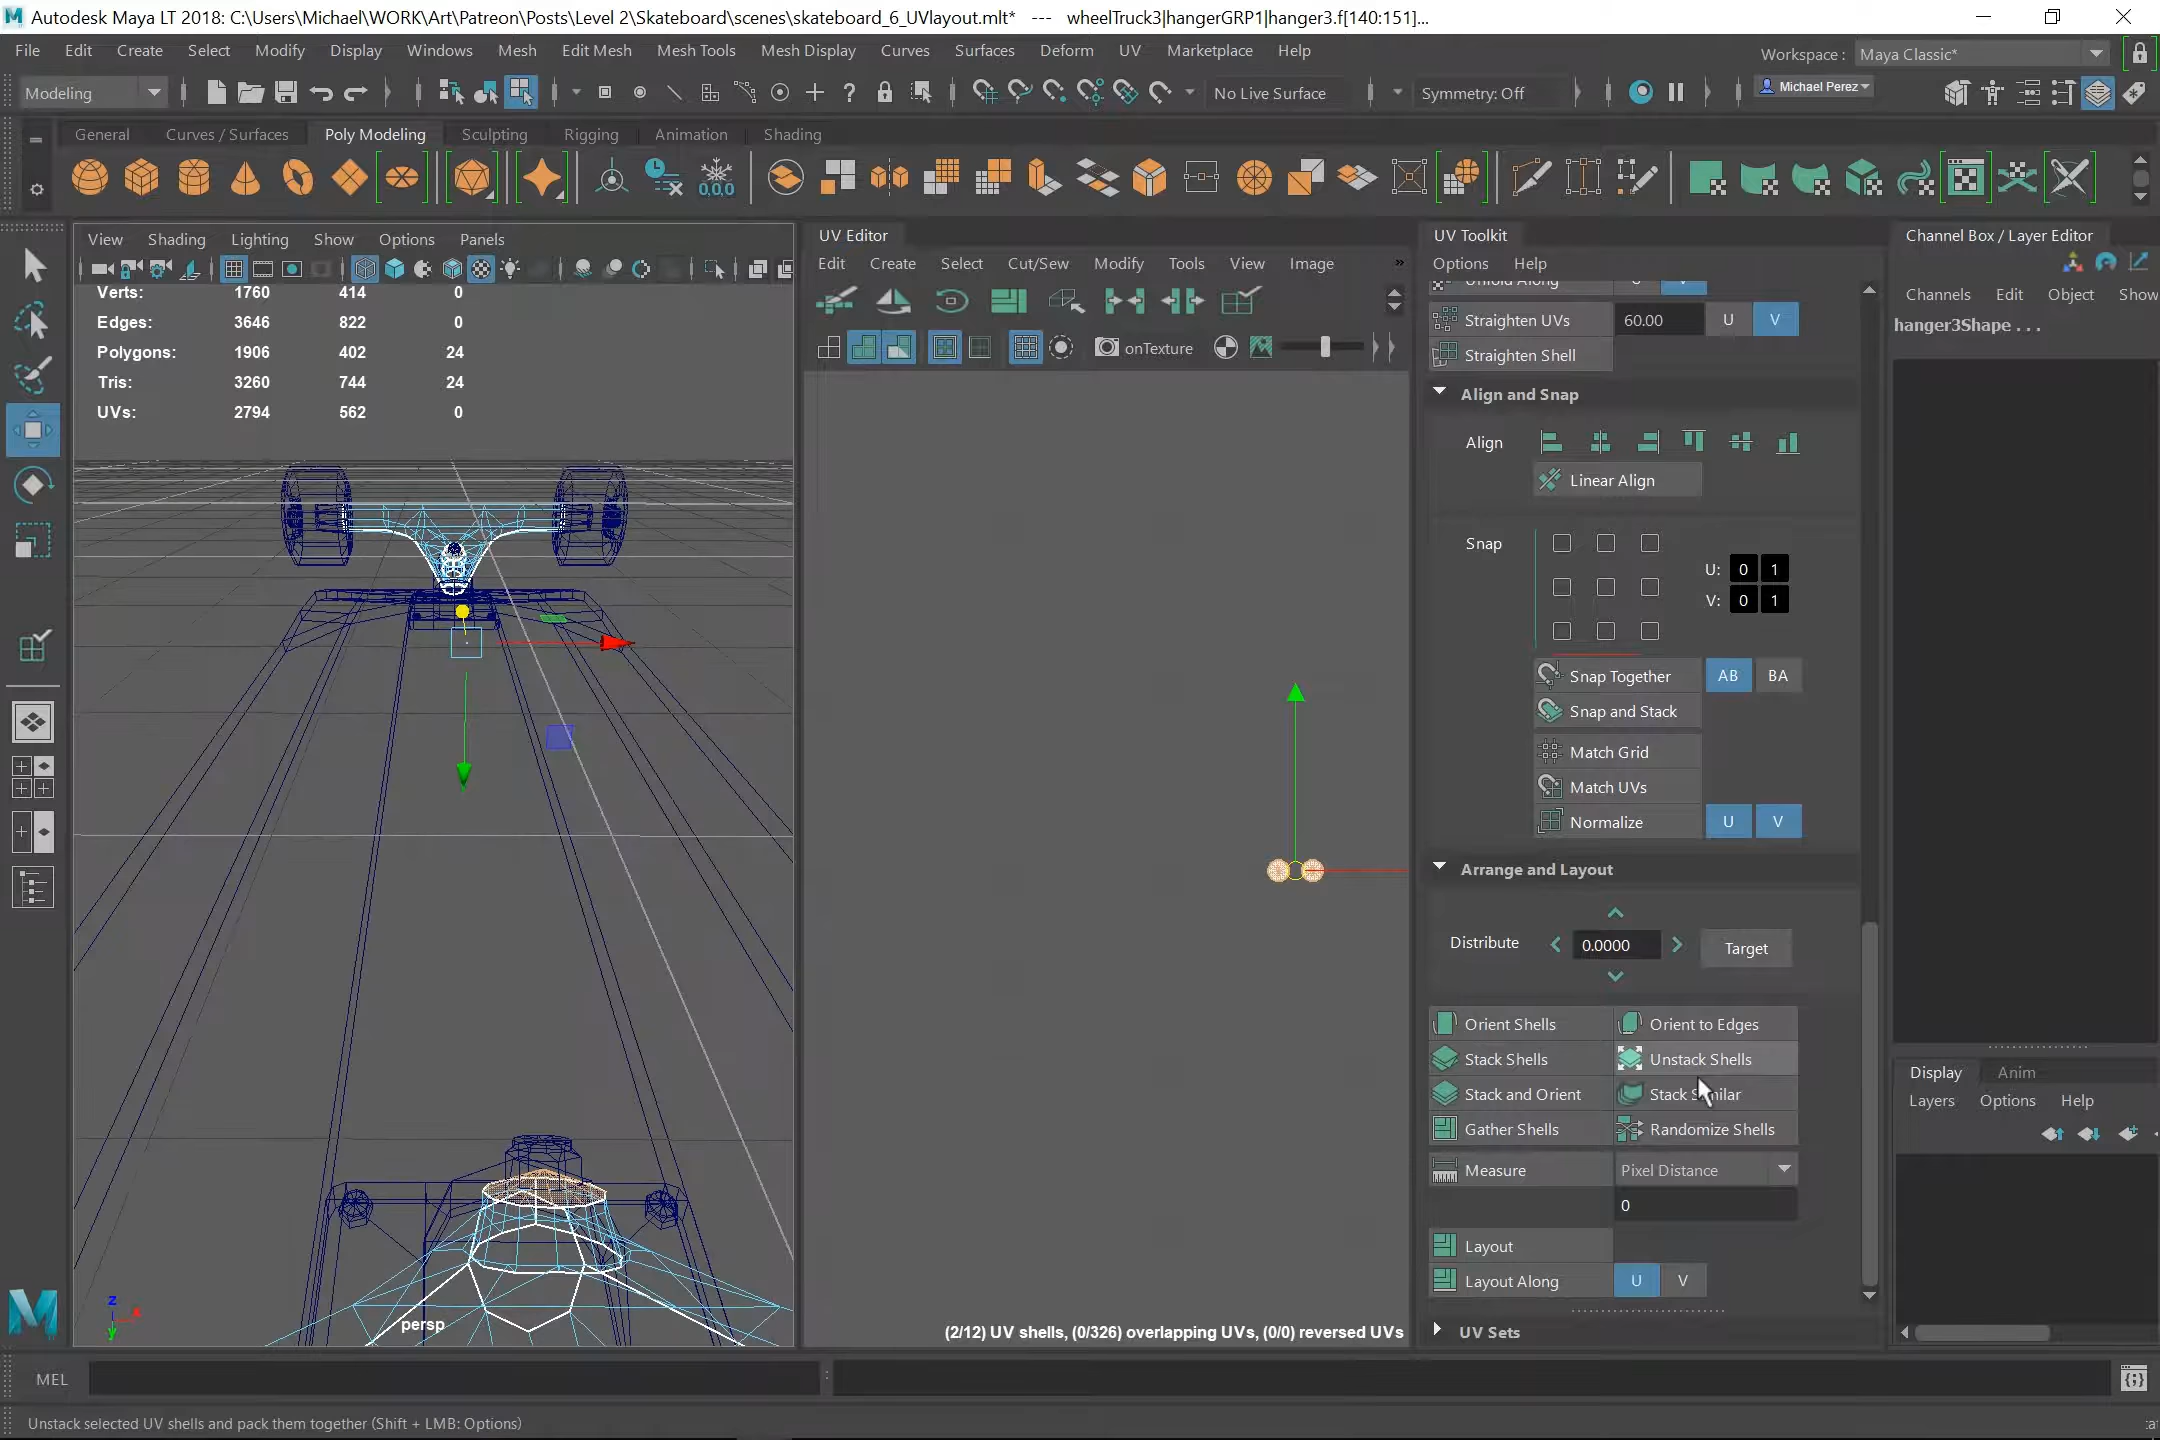 Autodesk Maya LT 2018: C:\Users\Michael\WORK\Art\Patreon\Posts\Level 2\Skateboard\scenes\skateboard_6_UVlayout.mlt* --- wheelTruck3|hangerGRP1|hanger3.f[140:151]...
File Edit Create Select Modify Display Windows Mesh Edit Mesh Mesh Tools Mesh Display Curves Surfaces Deform UV Marketplace Help
Workspace : Maya Classic*
Modeling No Live Surface Symmetry: Off Michael Perez
General Curves / Surfaces Poly Modeling Sculpting Rigging Animation Shading
0,0,0
View Shading Lighting Show Options Panels
Verts: 1760 414 0
Edges: 3646 822 0
Polygons: 1906 402 24
Tris: 3260 744 24
UVs: 2794 562 0
z
x
y
persp
UV Editor
Edit Create Select Cut/Sew Modify Tools View Image »
onTexture
(2/12) UV shells, (0/326) overlapping UVs, (0/0) reversed UVs
UV Toolkit
Options Help
Unfold Along U V
Straighten UVs 60.00 U V
Straighten Shell
Align and Snap
Align
Linear Align
Snap
U: 0 1
V: 0 1
Snap Together AB BA
Snap and Stack
Match Grid
Match UVs
Normalize U V
Arrange and Layout
Distribute 0.0000 Target
Orient Shells Orient to Edges
Stack Shells Unstack Shells
Stack and Orient Stack
Gather Shells Randomize Shells
Measure Pixel Distance
0
Layout
Layout Along U V
UV Sets
Channel Box / Layer Editor
Channels Edit Object Show
hanger3Shape . . .
Display Anim
Layers Options Help
MEL
Unstack selected UV shells and pack them together (Shift + LMB: Options)